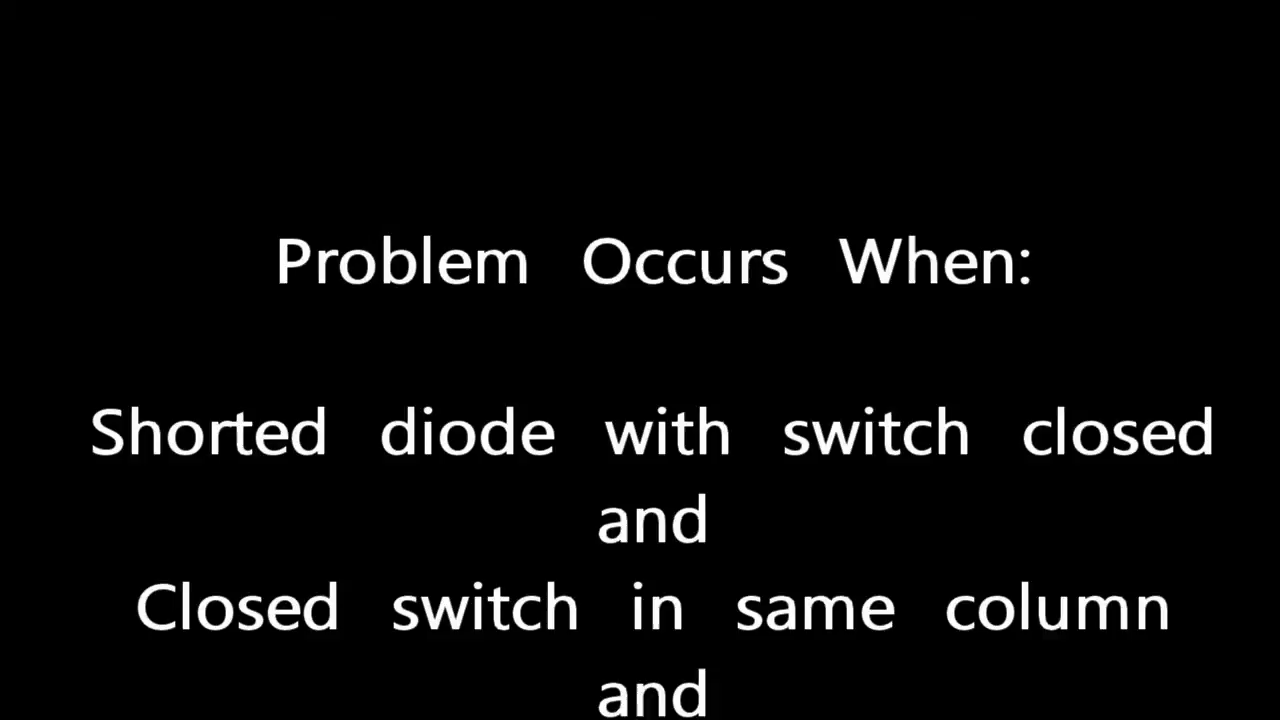 Problem Occurs When:
Shorted diode with switch closed
and
Closed switch in same column
and